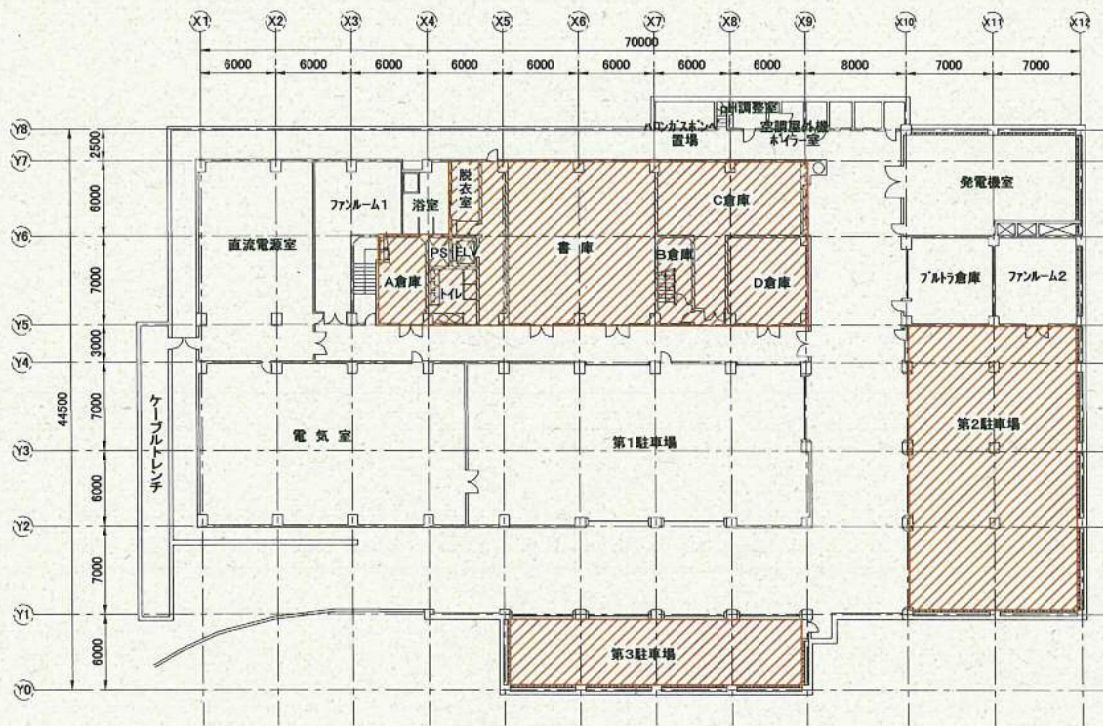 X1 X2 X3 X4 X5 X6 X7 X8 X9 X10 X11 X12
70000
6000 6000 6000 6000 6000 6000 6000 6000 8000 7000 7000
Y8
Y7
Y6
Y5
Y4
Y3
Y2
Y1
Y0
44500
2500
6000
7000
3000
7000
6000
7000
6000
pH調整室
ハロンガスボンベ
置場
空調屋外機
ボイラー室
直流電源室
ファンルーム1
浴室
脱
衣
室
A倉庫
PS
ELV
トイレ
書庫
B倉庫
C倉庫
D倉庫
発電機室
ブルトラ倉庫
ファンルーム2
ケーブルトレンチ
電気室
第1駐車場
第2駐車場
第3駐車場